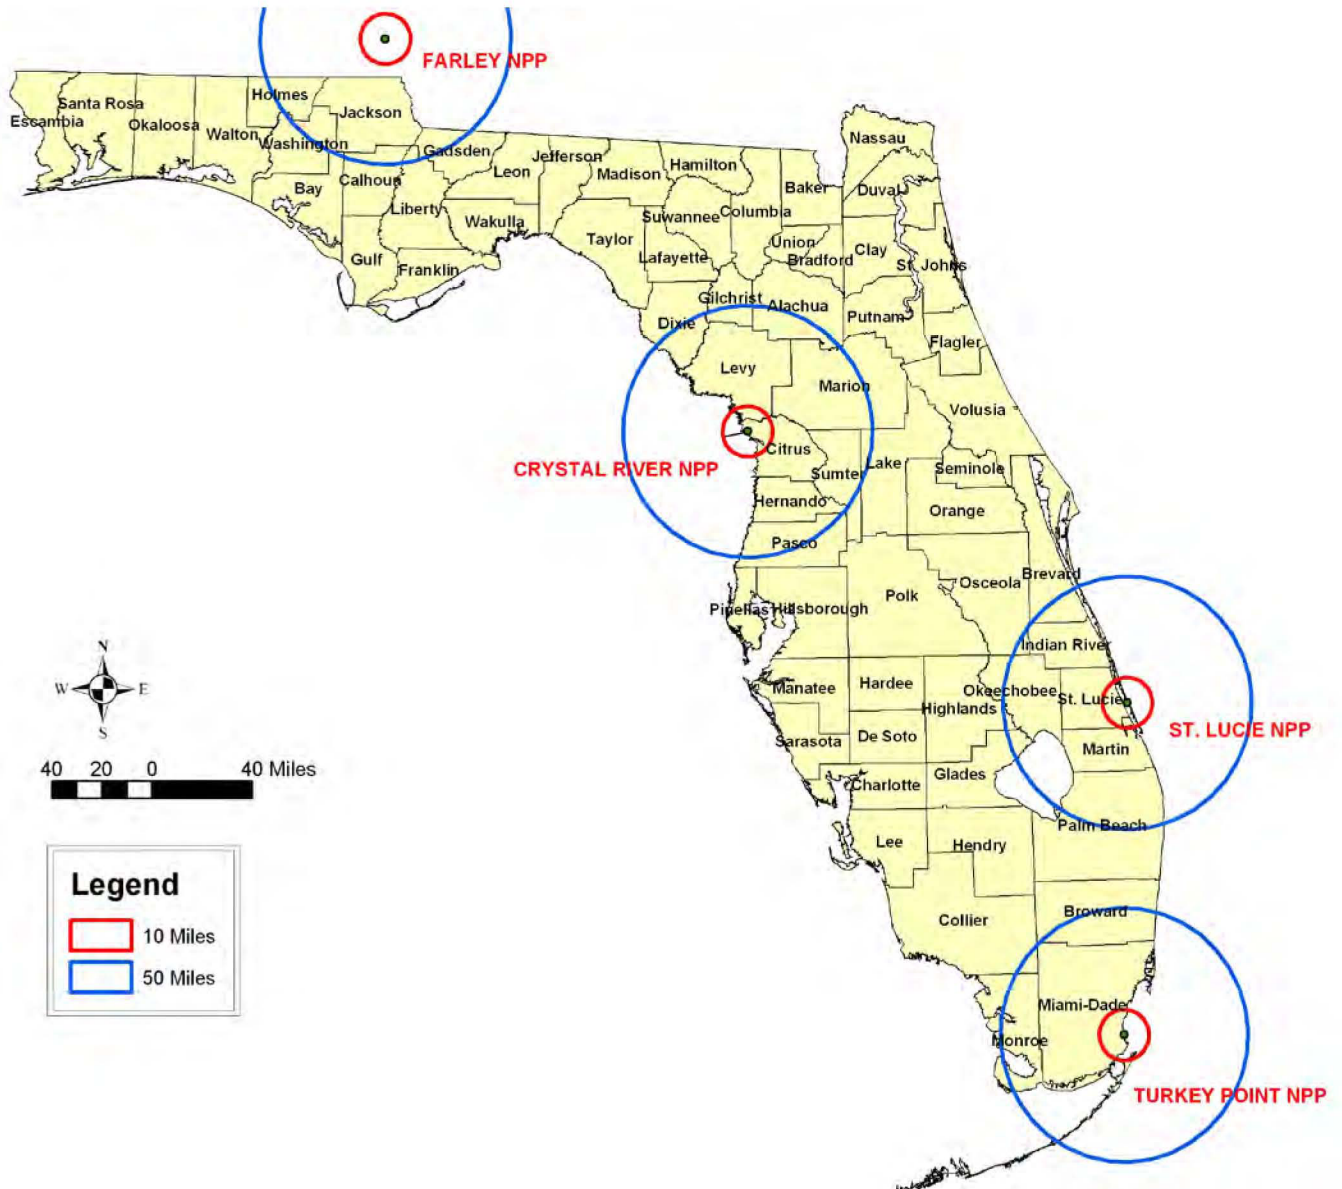 FARLEY NPP
Holmes
Santa Rosa
Jackson
Escambia
Okaloosa
Walton
Washington
Nassau
Gadsden
Jefferson
Hamilton
Leon
Madison
Calhoun
Bay
Baker
Duval
Liberty
Suwannee
Columbia
Wakulla
Taylor
Union
Clay
Lafayette
Bradford
St. Johns
Gulf
Franklin
Gilchrist
Alachua
Putnam
Dixie
Flagler
Levy
Marion
Volusia
Citrus
CRYSTAL RIVER NPP
Sumter
Lake
Seminole
Hernando
Orange
Pasco
Brevard
Osceola
Polk
Pinellas
Hillsborough
Indian River
N
W
E
S
Manatee
Hardee
Okeechobee
St. Lucie
Highlands
ST. LUCIE NPP
De Soto
Sarasota
Martin
40 20 0 40 Miles
Glades
Charlotte
Palm Beach
Lee
Hendry
Legend
10 Miles
50 Miles
Broward
Collier
Miami-Dade
Monroe
TURKEY POINT NPP